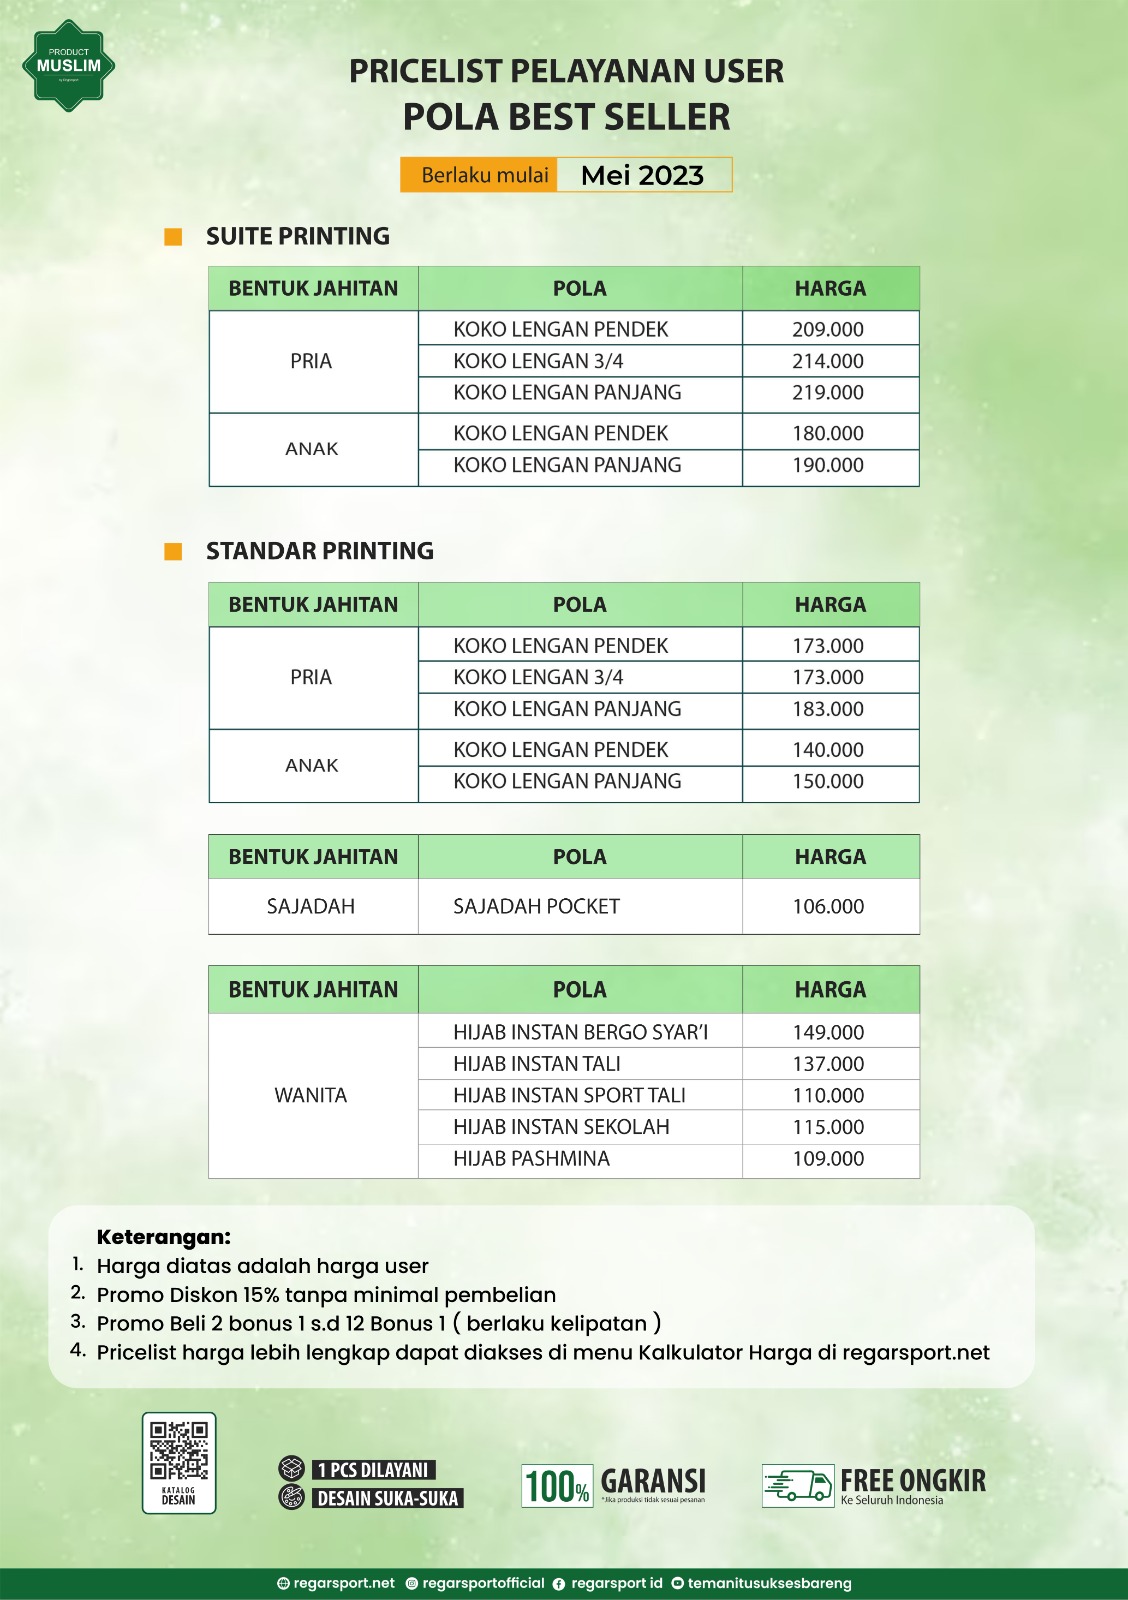 PRODUCT
MUSLIM
PRICELIST PELAYANAN USER
POLA BEST SELLER
Berlaku mulai Mei 2023
SUITE PRINTING
BENTUK JAHITAN POLA HARGA
PRIA
KOKO LENGAN PENDEK 209.000
KOKO LENGAN 3/4 214.000
KOKO LENGAN PANJANG 219.000
ANAK
KOKO LENGAN PENDEK 180.000
KOKO LENGAN PANJANG 190.000
STANDAR PRINTING
BENTUK JAHITAN POLA HARGA
PRIA
KOKO LENGAN PENDEK 173.000
KOKO LENGAN 3/4 173.000
KOKO LENGAN PANJANG 183.000
ANAK
KOKO LENGAN PENDEK 140.000
KOKO LENGAN PANJANG 150.000
BENTUK JAHITAN POLA HARGA
SAJADAH SAJADAH POCKET 106.000
BENTUK JAHITAN POLA HARGA
WANITA
HIJAB INSTAN BERGO SYAR'I 149.000
HIJAB INSTAN TALI 137.000
HIJAB INSTAN SPORT TALI 110.000
HIJAB INSTAN SEKOLAH 115.000
HIJAB PASHMINA 109.000
Keterangan:
1. Harga diatas adalah harga user
2. Promo Diskon 15% tanpa minimal pembelian
3. Promo Beli 2 bonus 1 s.d 12 Bonus 1 ( berlaku kelipatan )
4. Pricelist harga lebih lengkap dapat diakses di menu Kalkulator Harga di regarsport.net
KATALOG
DESAIN
1 PCS DILAYANI
DESAIN SUKA-SUKA
100% GARANSI
*Jika produksi tidak sesuai pesanan
FREE ONGKIR
Ke Seluruh Indonesia
regarsport.net regarsportofficial regarsport id temanitusuksesbareng